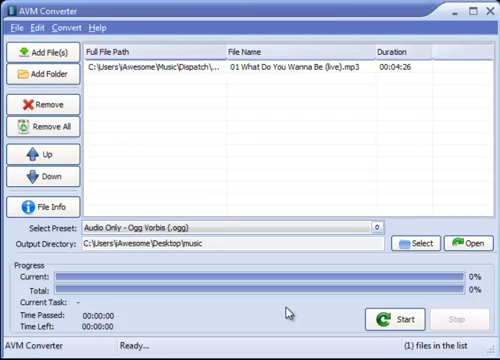 AVM Converter
File Edit Convert Help
Add File(s)
Add Folder
Remove
Remove All
Up
Down
File Info
Full File Path File Name Duration
C:\Users\iAwesome\Music\Dispatch\,... 01 What Do You Wanna Be (live).mp3 00:04:26
Select Preset: Audio Only - Ogg Vorbis (.ogg)
Output Directory: C:\Users\iAwesome\Desktop\music Select Open
Progress
Current: 0%
Total: 0%
Current Task: -
Time Passed: 00:00:00
Time Left: 00:00:00
Start Stop
AVM Converter Ready... (1) files in the list